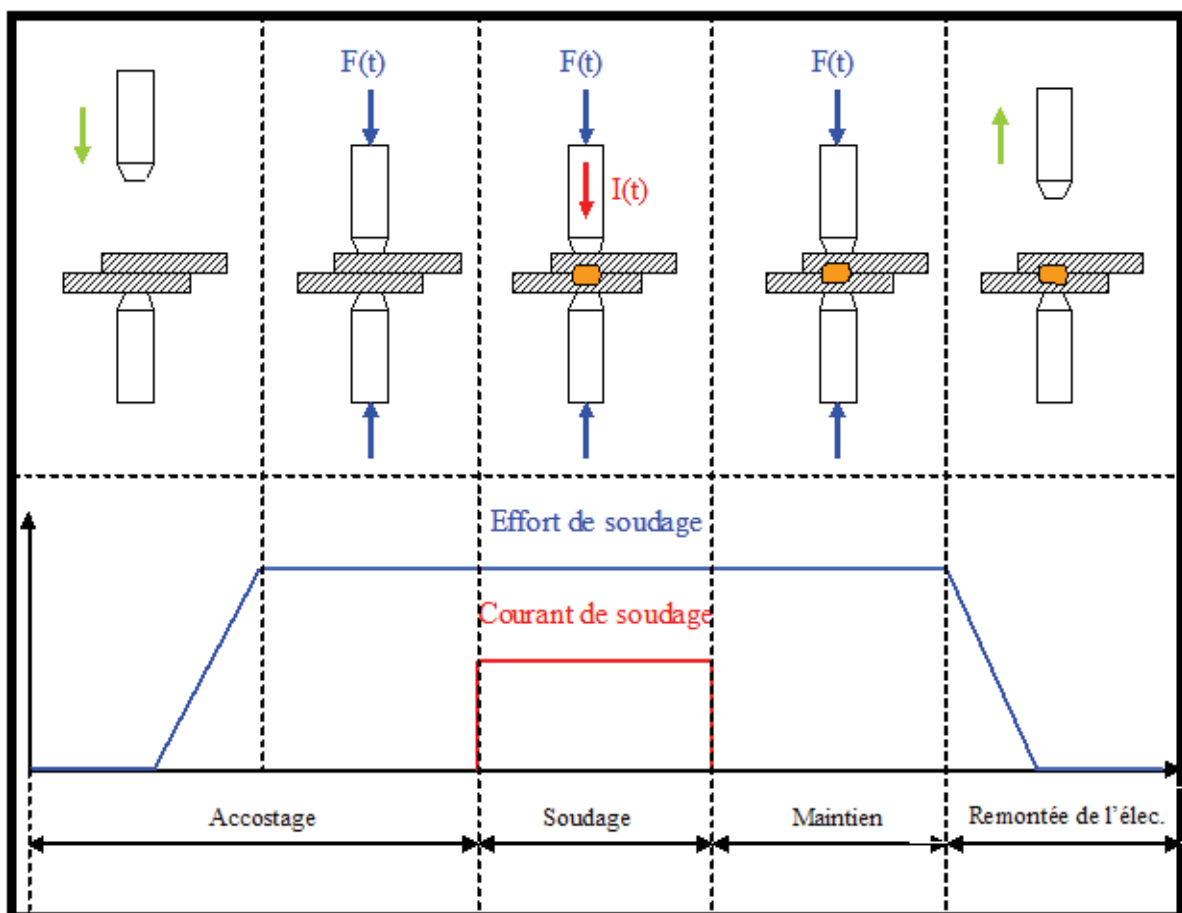 F(t)
F(t)
F(t)
I(t)
Effort de soudage
Courant de soudage
Accostage
Soudage
Maintien
Remontée de l'élec.